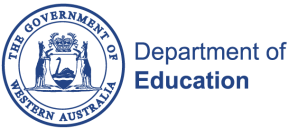 THE GOVERNMENT OF
WESTERN AUSTRALIA
Department of
Education